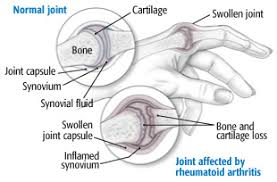 Normal joint
Cartilage
Swollen joint
Bone
Joint capsule
Synovium
Synovial fluid
Swollen
joint capsule
Inflamed
synovium
Bone and
cartilage loss
Joint affected by
rheumatoid arthritis